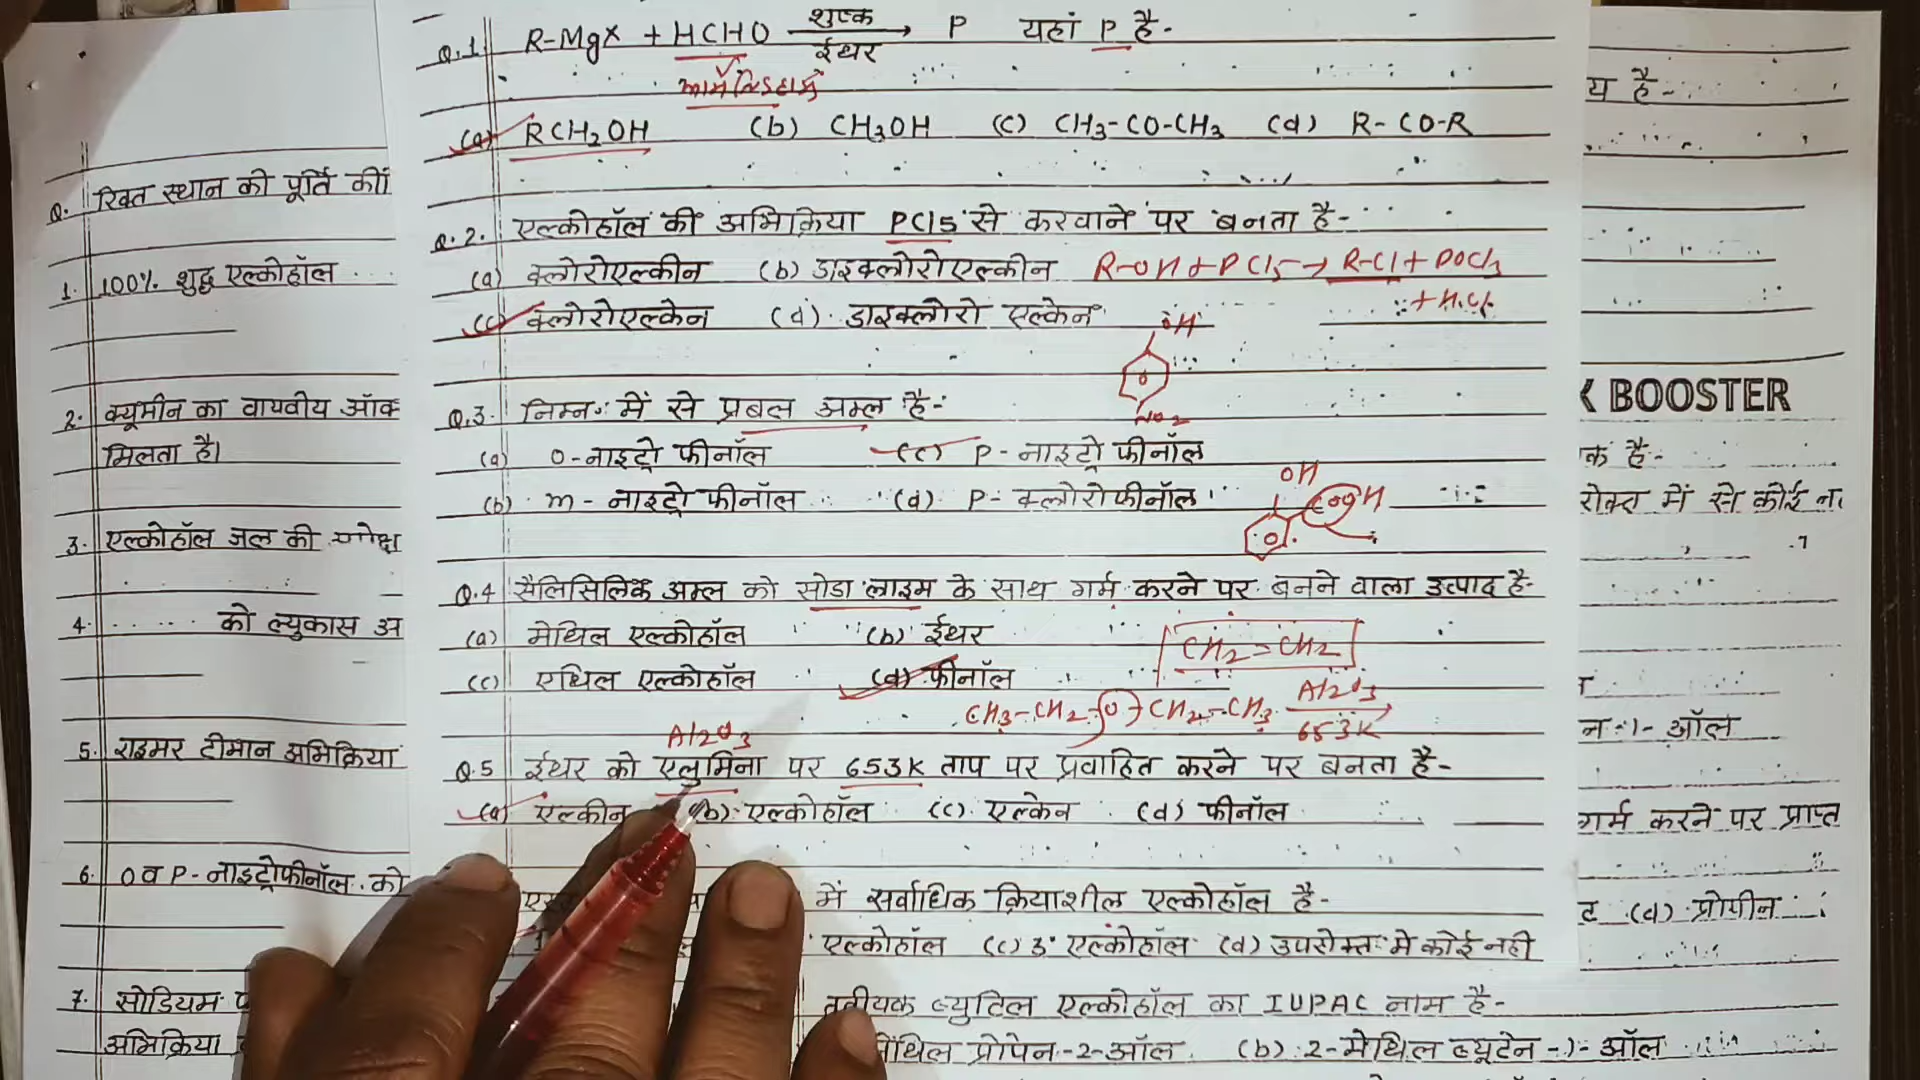 Q.1 R-MgX + HCHO शुष्क ईथर → P यहां P है-
(a) RCH2OH (b) CH3OH (c) CH3-CO-CH3 (d) R-CO-R
Q.2. एल्कोहॉल की अभिक्रिया PCl5 से करवाने पर बनता है-
(a) क्लोरोएल्कीन (b) डाइक्लोरोएल्कीन R-OH + PCl5 → R-Cl + POCl3
+ HCl
(c) क्लोरोएल्केन (d) डाइक्लोरो एल्केन
OH
NO2
Q.3. निम्न में से प्रबल अम्ल है-
(a) O-नाइट्रो फीनॉल (c) P-नाइट्रो फीनॉल
(b) m-नाइट्रो फीनॉल (d) P-क्लोरोफीनॉल
OH
COOH
Q.4 सैलिसिलिक अम्ल को सोडा लाइम के साथ गर्म करने पर बनने वाला उत्पाद है-
(a) मेथिल एल्कोहॉल (b) ईथर
CH2=CH2
(c) एथिल एल्कोहॉल (d) फीनॉल
CH3-CH2-O-CH2-CH3 Al2O3 653K
Al2O3
Q.5 ईथर को एलुमिना पर 653K ताप पर प्रवाहित करने पर बनता है-
(a) एल्कीन (b) एल्कोहॉल (c) एल्केन (d) फीनॉल
में सर्वाधिक क्रियाशील एल्कोहॉल है-
एल्कोहॉल (c) 3° एल्कोहॉल (d) उपरोक्त मे कोई नही
ब्युटिल एल्कोहॉल का IUPAC नाम है-
प्रोपेन-2-ऑल (b) 2-मेथिल ब्यूटेन-1-ऑल
Q. रिक्त स्थान की पूर्ति
1. 100% शुद्ध एल्कोहॉल
2. क्यूमीन का वायवीय
मिलता है।
3. एल्कोहॉल जल की
4. को ल्युकास
5. राइमर टीमान अभिक्रिया
6. O व P-नाइट्रोफीनॉल को
7. सोडियम
अभिक्रिया
य है-
BOOSTER
क है-
में से कोई
न-1-ऑल
गर्म करने पर प्राप्त
(d) प्रोपीन